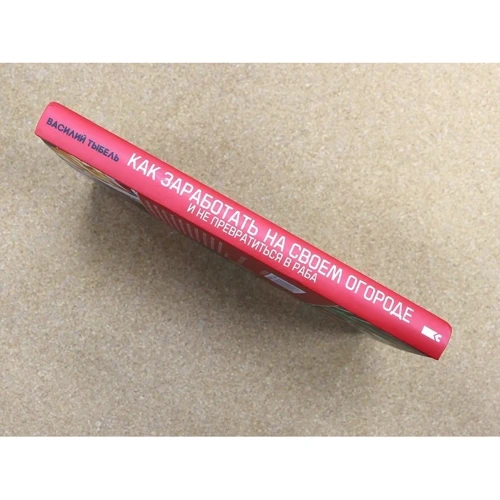 ВАСИЛИЙ ТЫБЕЛЬ
КАК ЗАРАБОТАТЬ НА СВОЕМ ОГОРОДЕ
И НЕ ПРЕВРАТИТЬСЯ В РАБА